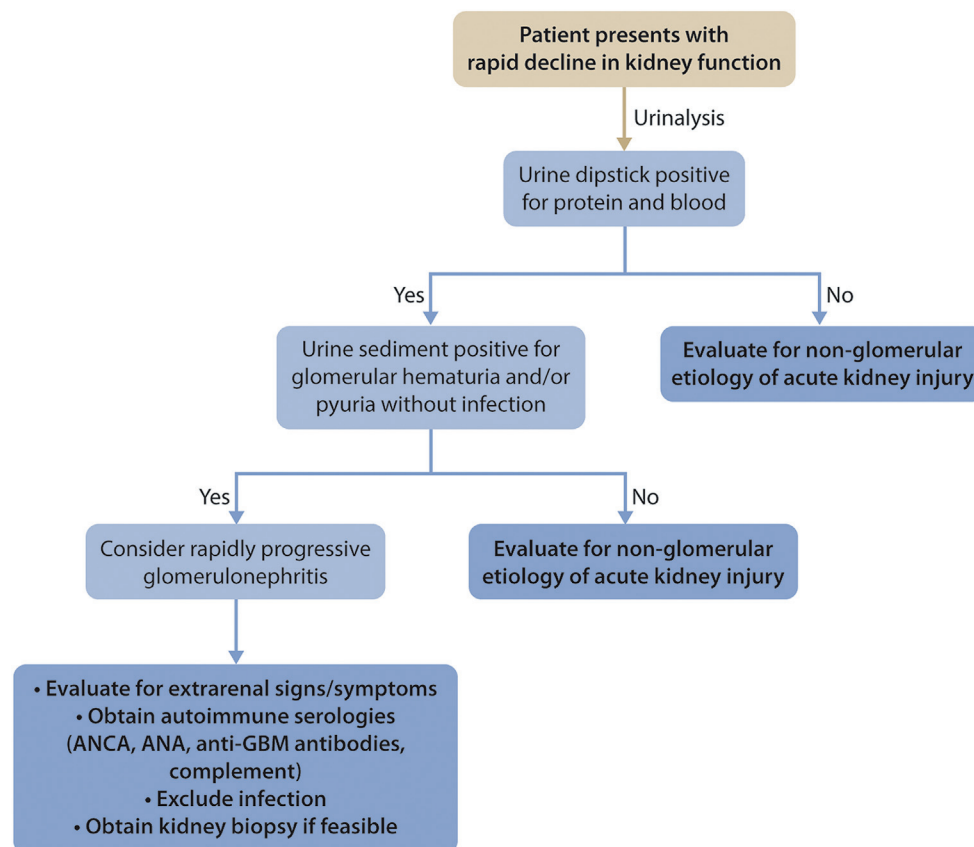 Patient presents with
rapid decline in kidney function
Urinalysis
Urine dipstick positive
for protein and blood
Yes
No
Urine sediment positive for
glomerular hematuria and/or
pyuria without infection
Evaluate for non-glomerular
etiology of acute kidney injury
Yes
No
Consider rapidly progressive
glomerulonephritis
Evaluate for non-glomerular
etiology of acute kidney injury
• Evaluate for extrarenal signs/symptoms
• Obtain autoimmune serologies
(ANCA, ANA, anti-GBM antibodies,
complement)
• Exclude infection
• Obtain kidney biopsy if feasible